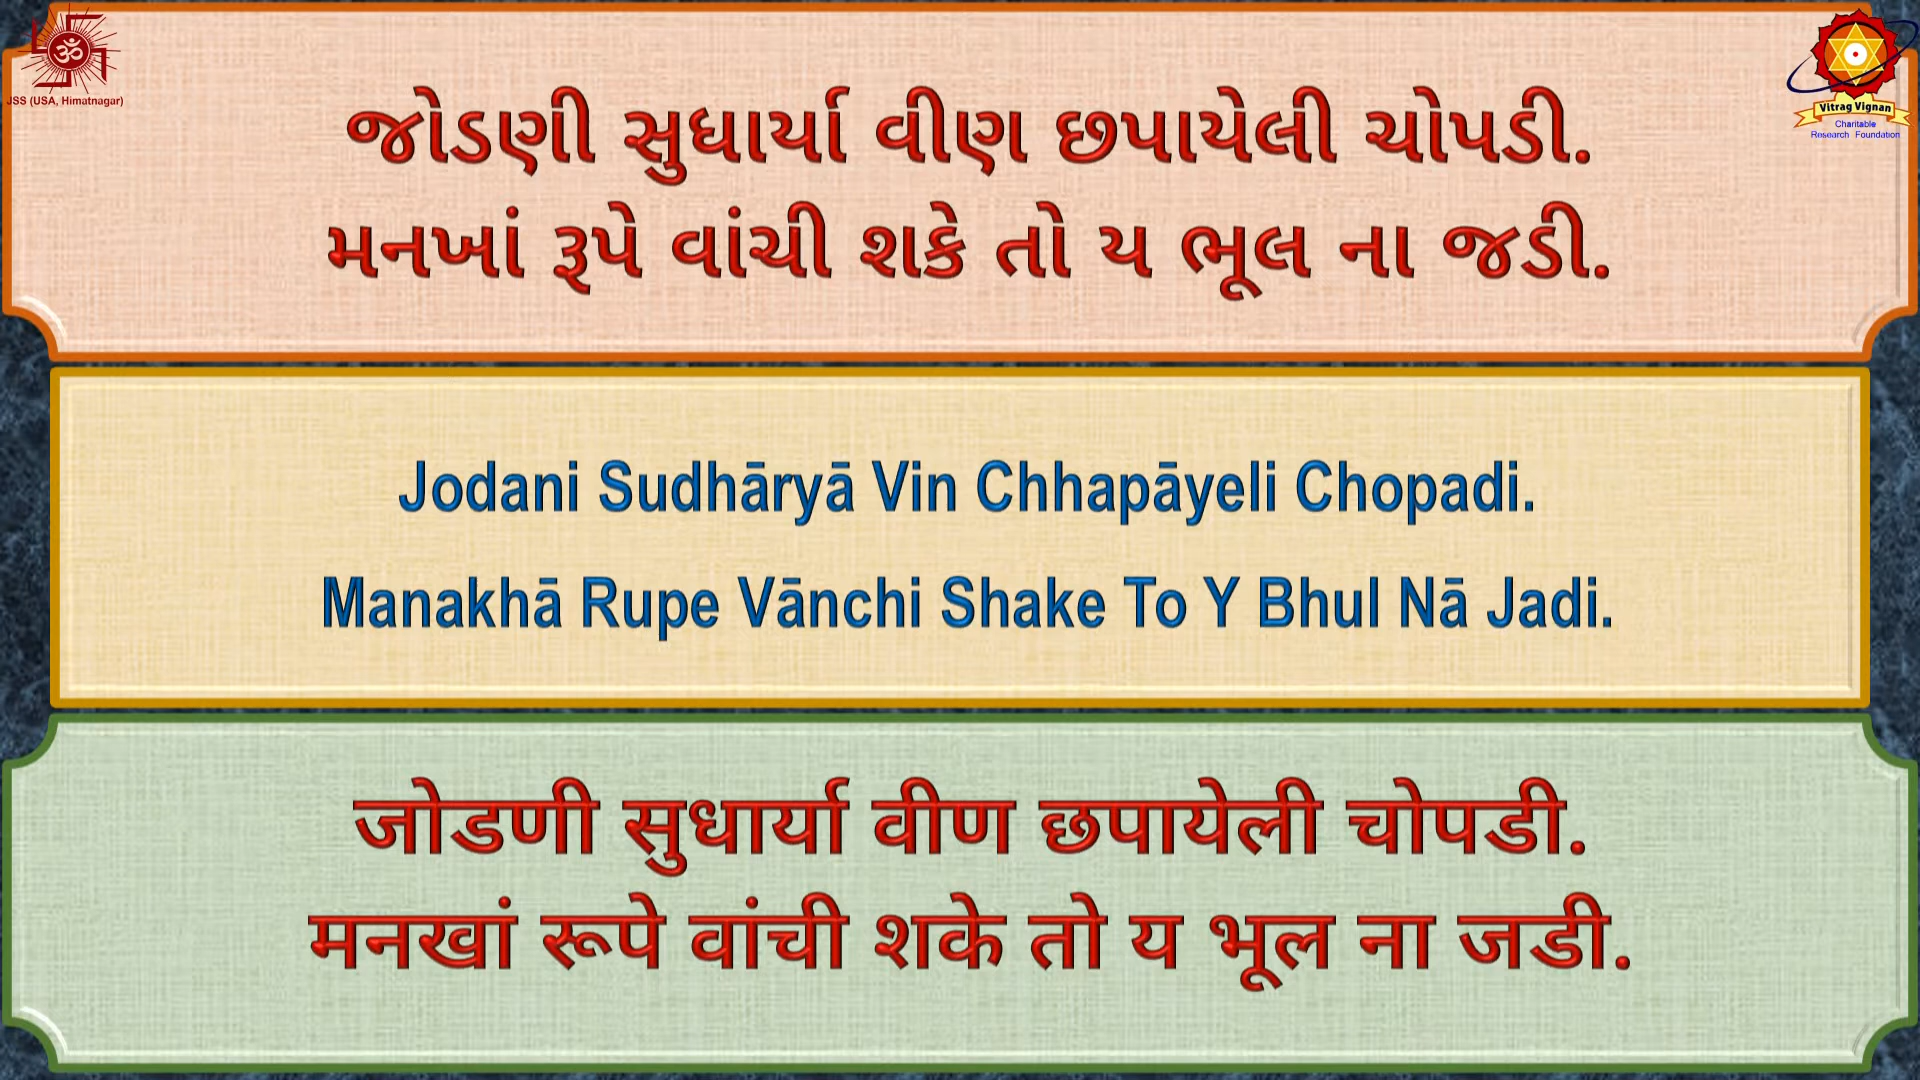 JSS (USA, Himatnagar)
Vitrag Vignan
Charitable
Research Foundation
જોડણી સુધાર્યા વીણ છપાયેલી ચોપડી.
મનખાં રૂપે વાંચી શકે તો ય ભૂલ ના જડી.
Jodani Sudhāryā Vin Chhapāyeli Chopadi.
Manakhā Rupe Vānchi Shake To Y Bhul Nā Jadi.
जोडणी सुधार्या वीण छपायेली चोपडी.
मनखां रूपे वांची शके तो य भूल ना जडी.